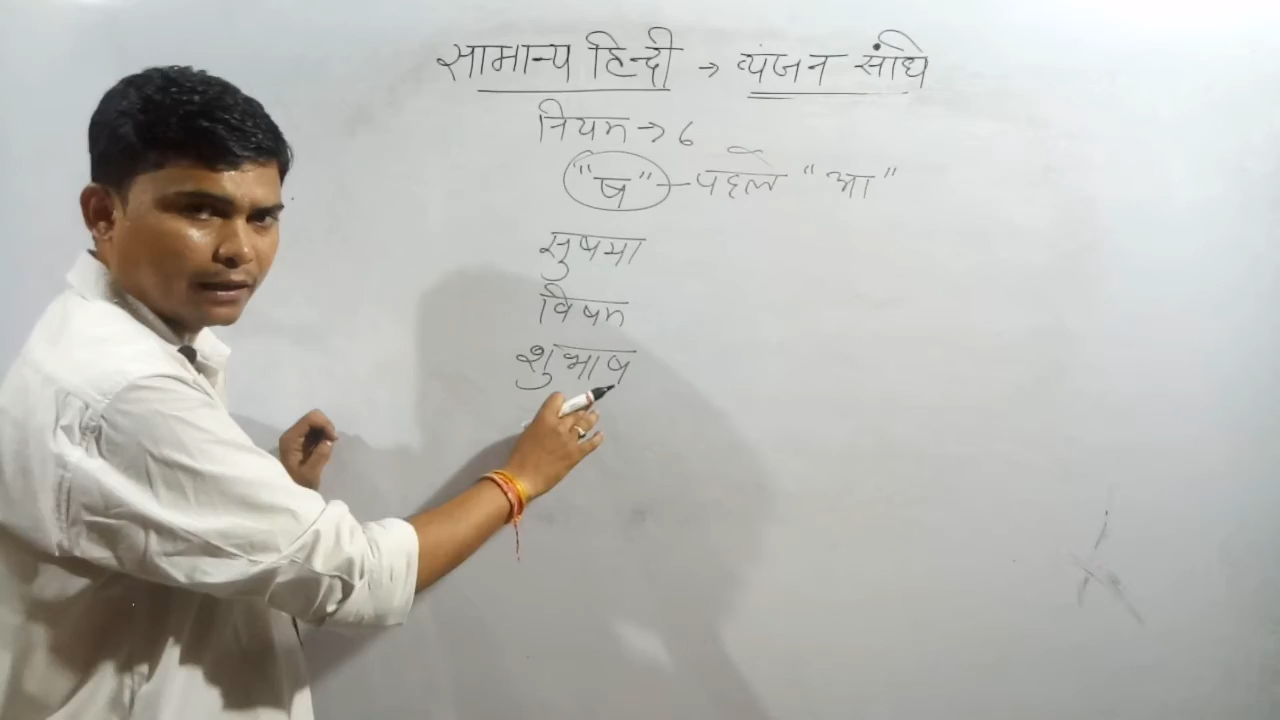 सामान्य हिन्दी → व्यंजन संधि
नियम → 6
"ष" — पहले "आ"
सुषमा
विषम
शुभाष